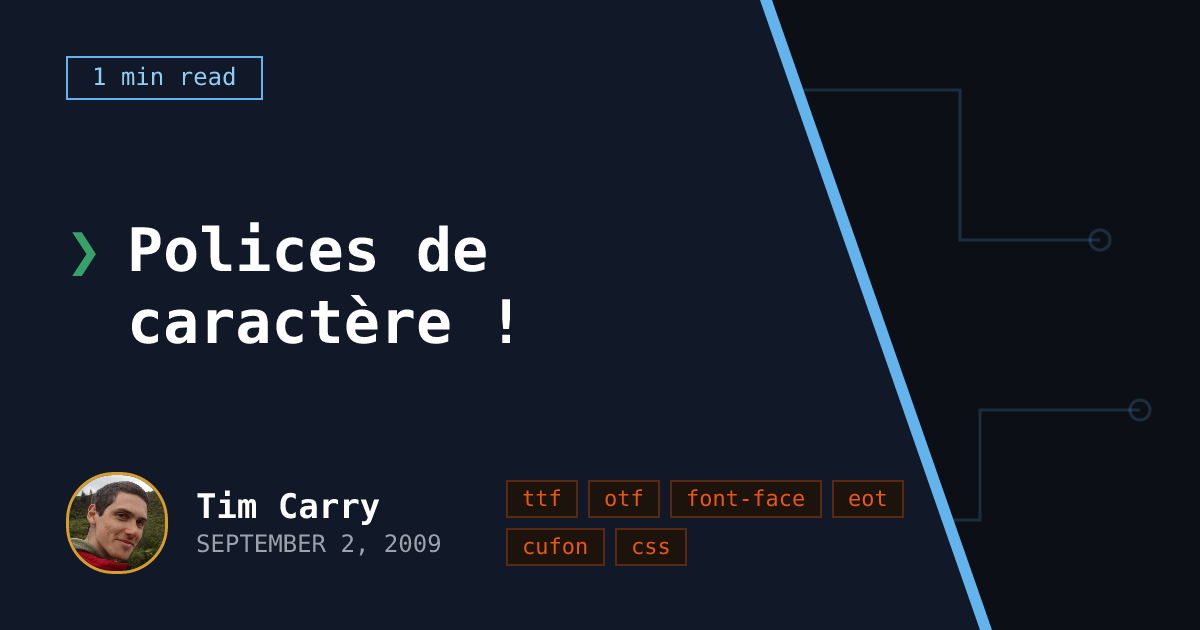 1 min read
❯ Polices de
caractère !
Tim Carry
SEPTEMBER 2, 2009
ttf otf font-face eot
cufon css